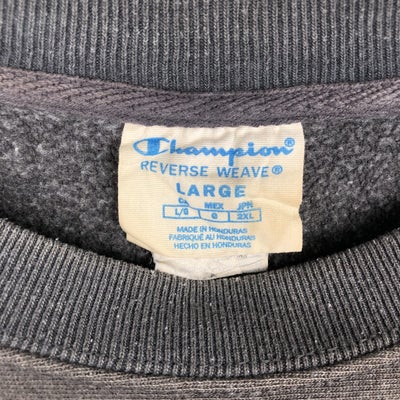 Champion®
REVERSE WEAVE®
LARGE
CA MEX JPN
L/G G 2XL
MADE IN HONDURAS
FABRIQUÉ AU HONDURAS
HECHO EN HONDURAS